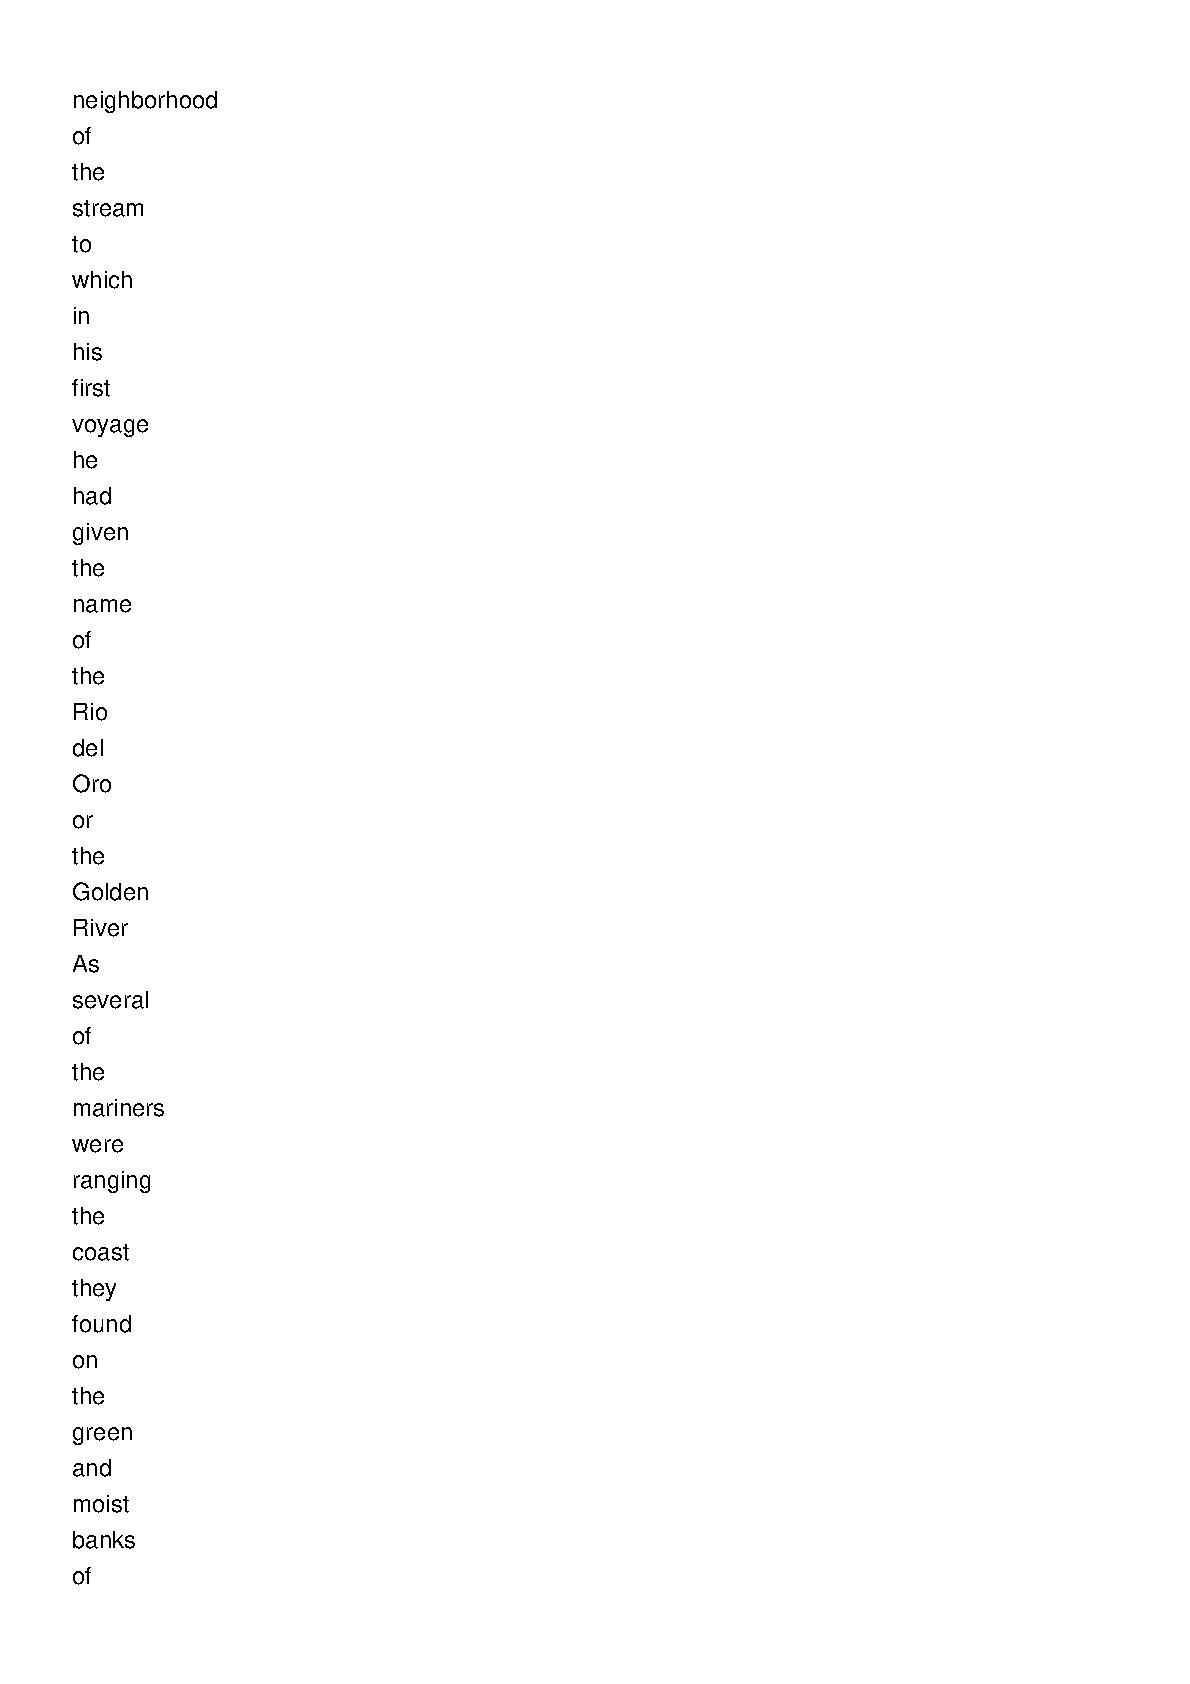 neighborhood
of
the
stream
to
which
in
his
first
voyage
he
had
given
the
name
of
the
Rio
del
Oro
or
the
Golden
River
As
several
of
the
mariners
were
ranging
the
coast
they
found
on
the
green
and
moist
banks
of